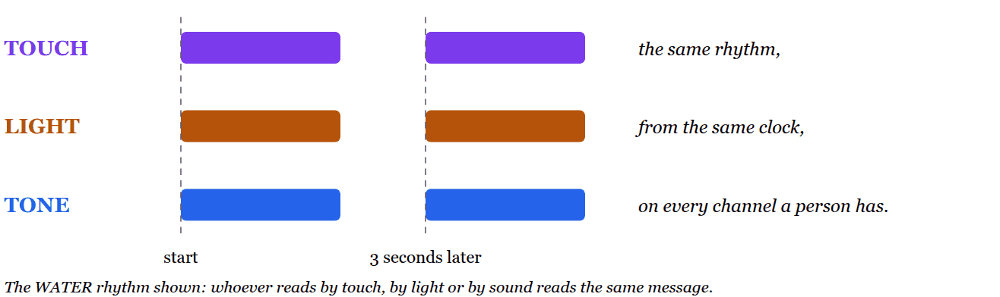 TOUCH the same rhythm,
LIGHT from the same clock,
TONE on every channel a person has.
start 3 seconds later
The WATER rhythm shown: whoever reads by touch, by light or by sound reads the same message.